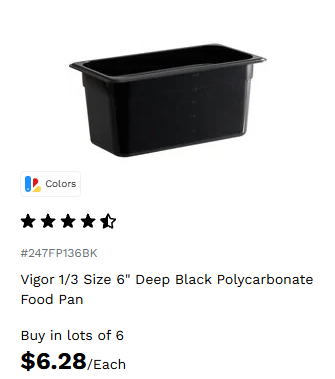 Colors
#247FP136BK
Vigor 1/3 Size 6" Deep Black Polycarbonate
Food Pan
Buy in lots of 6
$6.28/Each